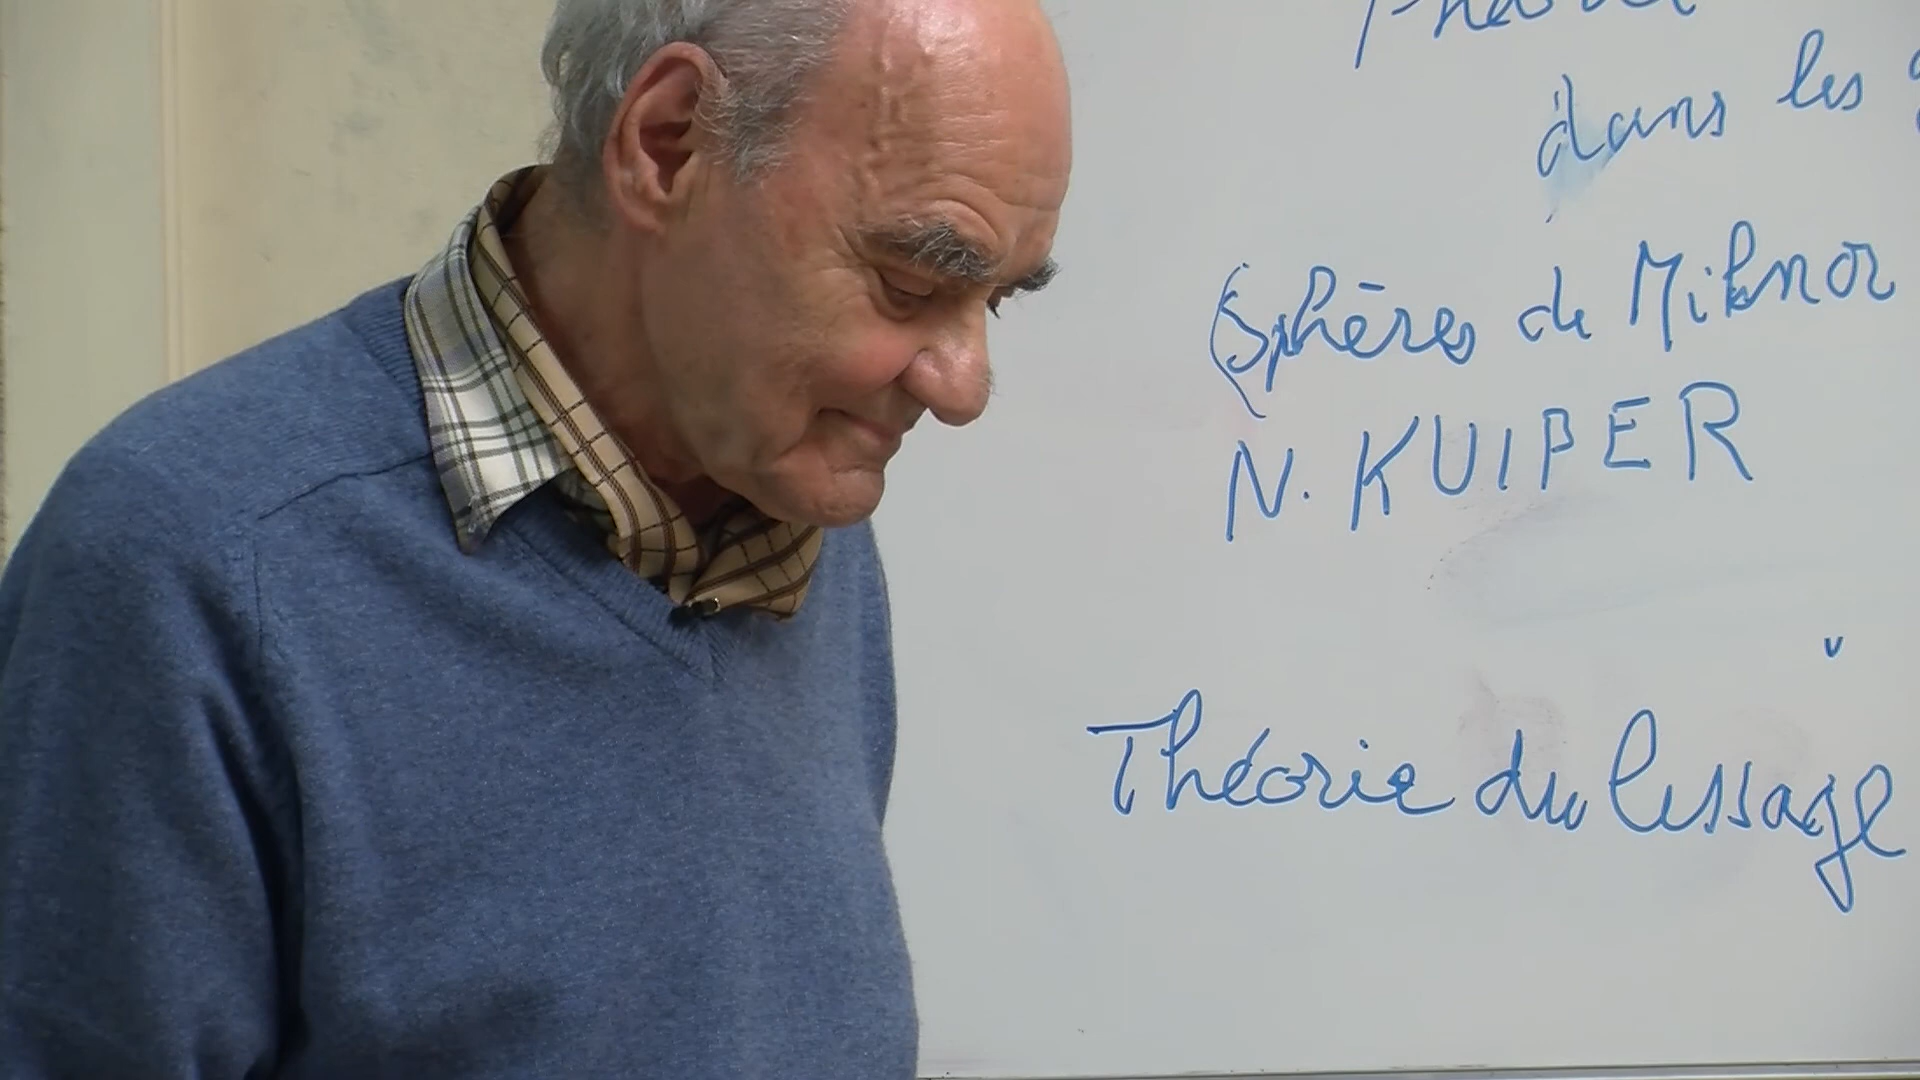 dans les
Sphères de Milnor
N. KUIPER
Théorie du lissage